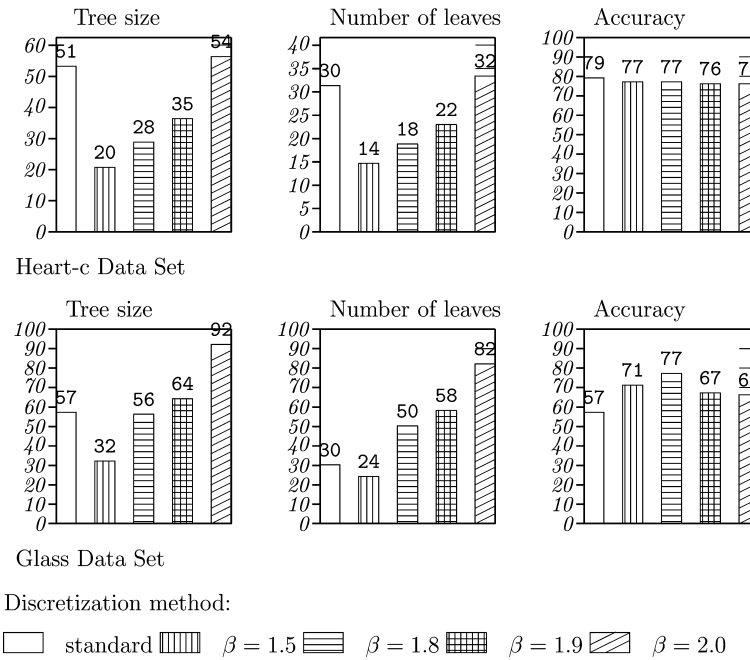 Tree size Number of leaves Accuracy
60 50 40 30 20 10 0
51 20 28 35 54
40 35 30 25 20 15 10 5 0
30 14 18 22 32
100 90 80 70 60 50 40 30 20 10 0
79 77 77 76
Heart-c Data Set
Tree size Number of leaves Accuracy
100 90 80 70 60 50 40 30 20 10 0
57 32 56 64 92
100 90 80 70 60 50 40 30 20 10 0
30 24 50 58 82
100 90 80 70 60 50 40 30 20 10 0
57 71 77 67
Glass Data Set
Discretization method:
standard β = 1.5 β = 1.8 β = 1.9 β = 2.0